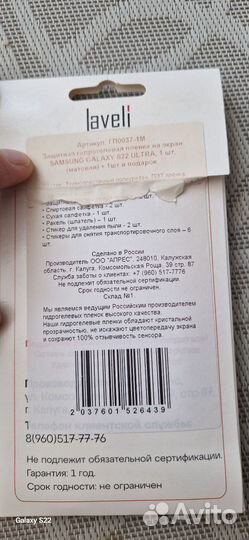 laveli
Артикул: ГП0037-1М
Защитная гидрогелевая пленка на экран
SAMSUNG GALAXY S22 ULTRA, 1 шт.
(матовая) + 1шт в подарок
- Спиртовая салфетка - 2 шт.
- Сухая салфетка - 1 шт.
- Ракель (шпатель) - 1 шт.
- Стикер для удаления пыли - 2 шт.
- Стикеры для снятия транспортировочного слоя – 6
шт.
Сделано в России
Производитель ООО "АПРЕС", 248010, Калужская
область, г. Калуга, Комсомольская Роща, 39 стр. 87
Служба заботы о клиентах: +7 (960) 517-7776
Не подлежит обязательной сертификации.
Срок годности не ограничен.
Склад №1
Мы являемся ведущим Российским производителем
гидрогелевых пленок высокого качества.
Наши гидрогелевые пленки обладают кристальной
прозрачностью, не искажают цветопередачу экрана
и сохраняют 100% отзывчивость сенсора.
2 037601 526439
8(960)517-77-76
Не подлежит обязательной сертификации.
Гарантия: 1 год.
Срок годности: не ограничен
Galaxy S22
Avito